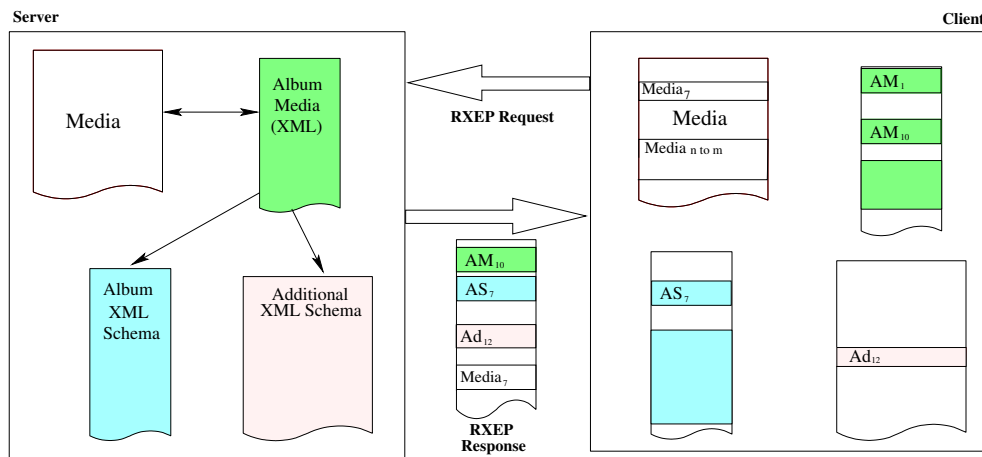 Server
Client
Media
Album
Media
(XML)
Album
XML
Schema
Additional
XML Schema
RXEP Request
AM₁₀
AS₇
Ad₁₂
Media₇
RXEP
Response
Media₇
Media
Media n to m
AM₁
AM₁₀
AS₇
Ad₁₂